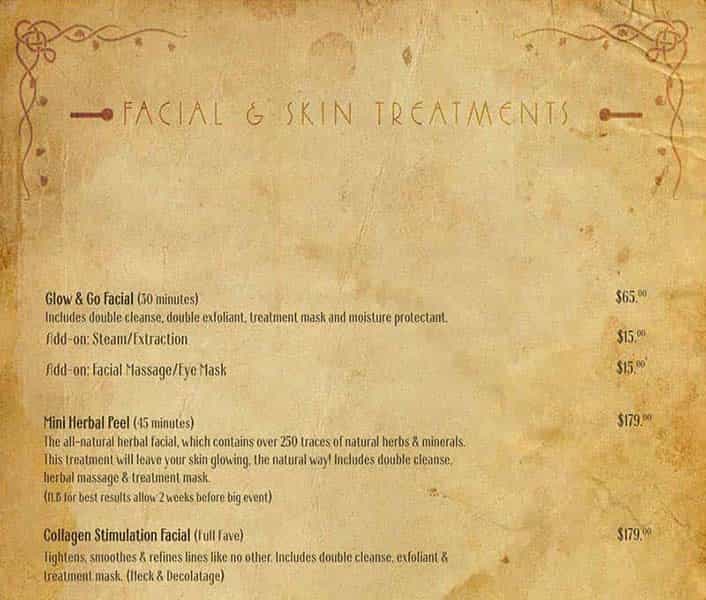 FACIAL & SKIN TREATMENTS
Glow & Go Facial (30 minutes) $65.00
Includes double cleanse, double exfoliant, treatment mask and moisture protectant.
Add-on: Steam/Extraction $15.00
Add-on: Facial Massage/Eye Mask $15.00
Mini Herbal Peel (45 minutes) $179.00
The all-natural herbal facial, which contains over 250 traces of natural herbs & minerals.
This treatment will leave your skin glowing, the natural way! Includes double cleanse,
herbal massage & treatment mask.
(N.B for best results allow 2 weeks before big event)
Collagen Stimulation Facial (Full Fave) $179.00
Tightens, smoothes & refines lines like no other. Includes double cleanse, exfoliant &
treatment mask. (Neck & Decolatage)